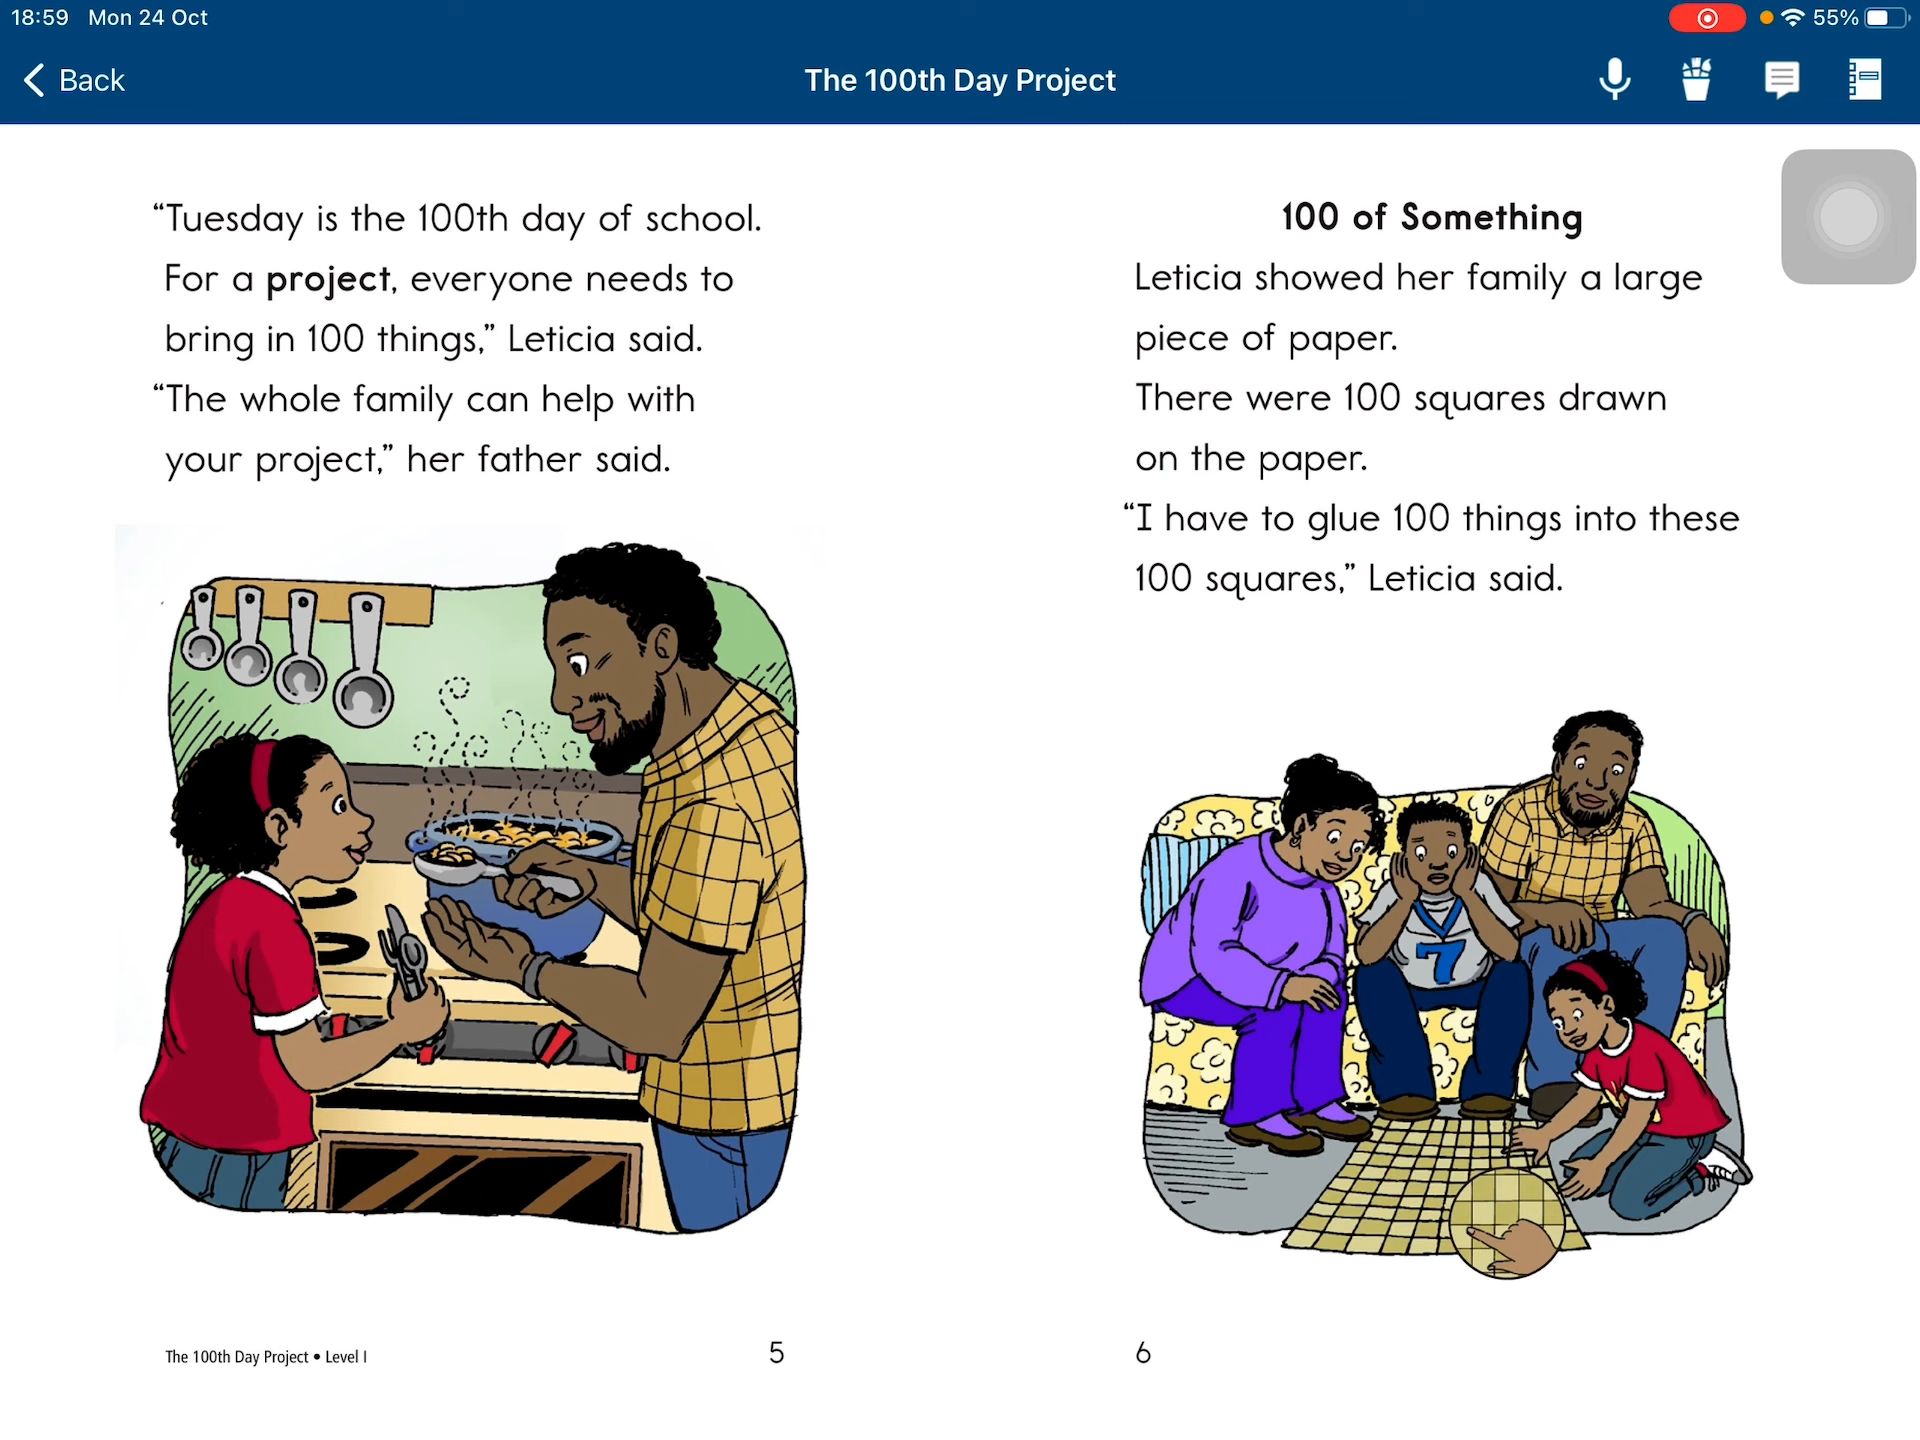 18:59 Mon 24 Oct
55%
Back
The 100th Day Project
“Tuesday is the 100th day of school.
For a project, everyone needs to
bring in 100 things,” Leticia said.
“The whole family can help with
your project,” her father said.
The 100th Day Project • Level I
5
100 of Something
Leticia showed her family a large
piece of paper.
There were 100 squares drawn
on the paper.
“I have to glue 100 things into these
100 squares,” Leticia said.
7
6